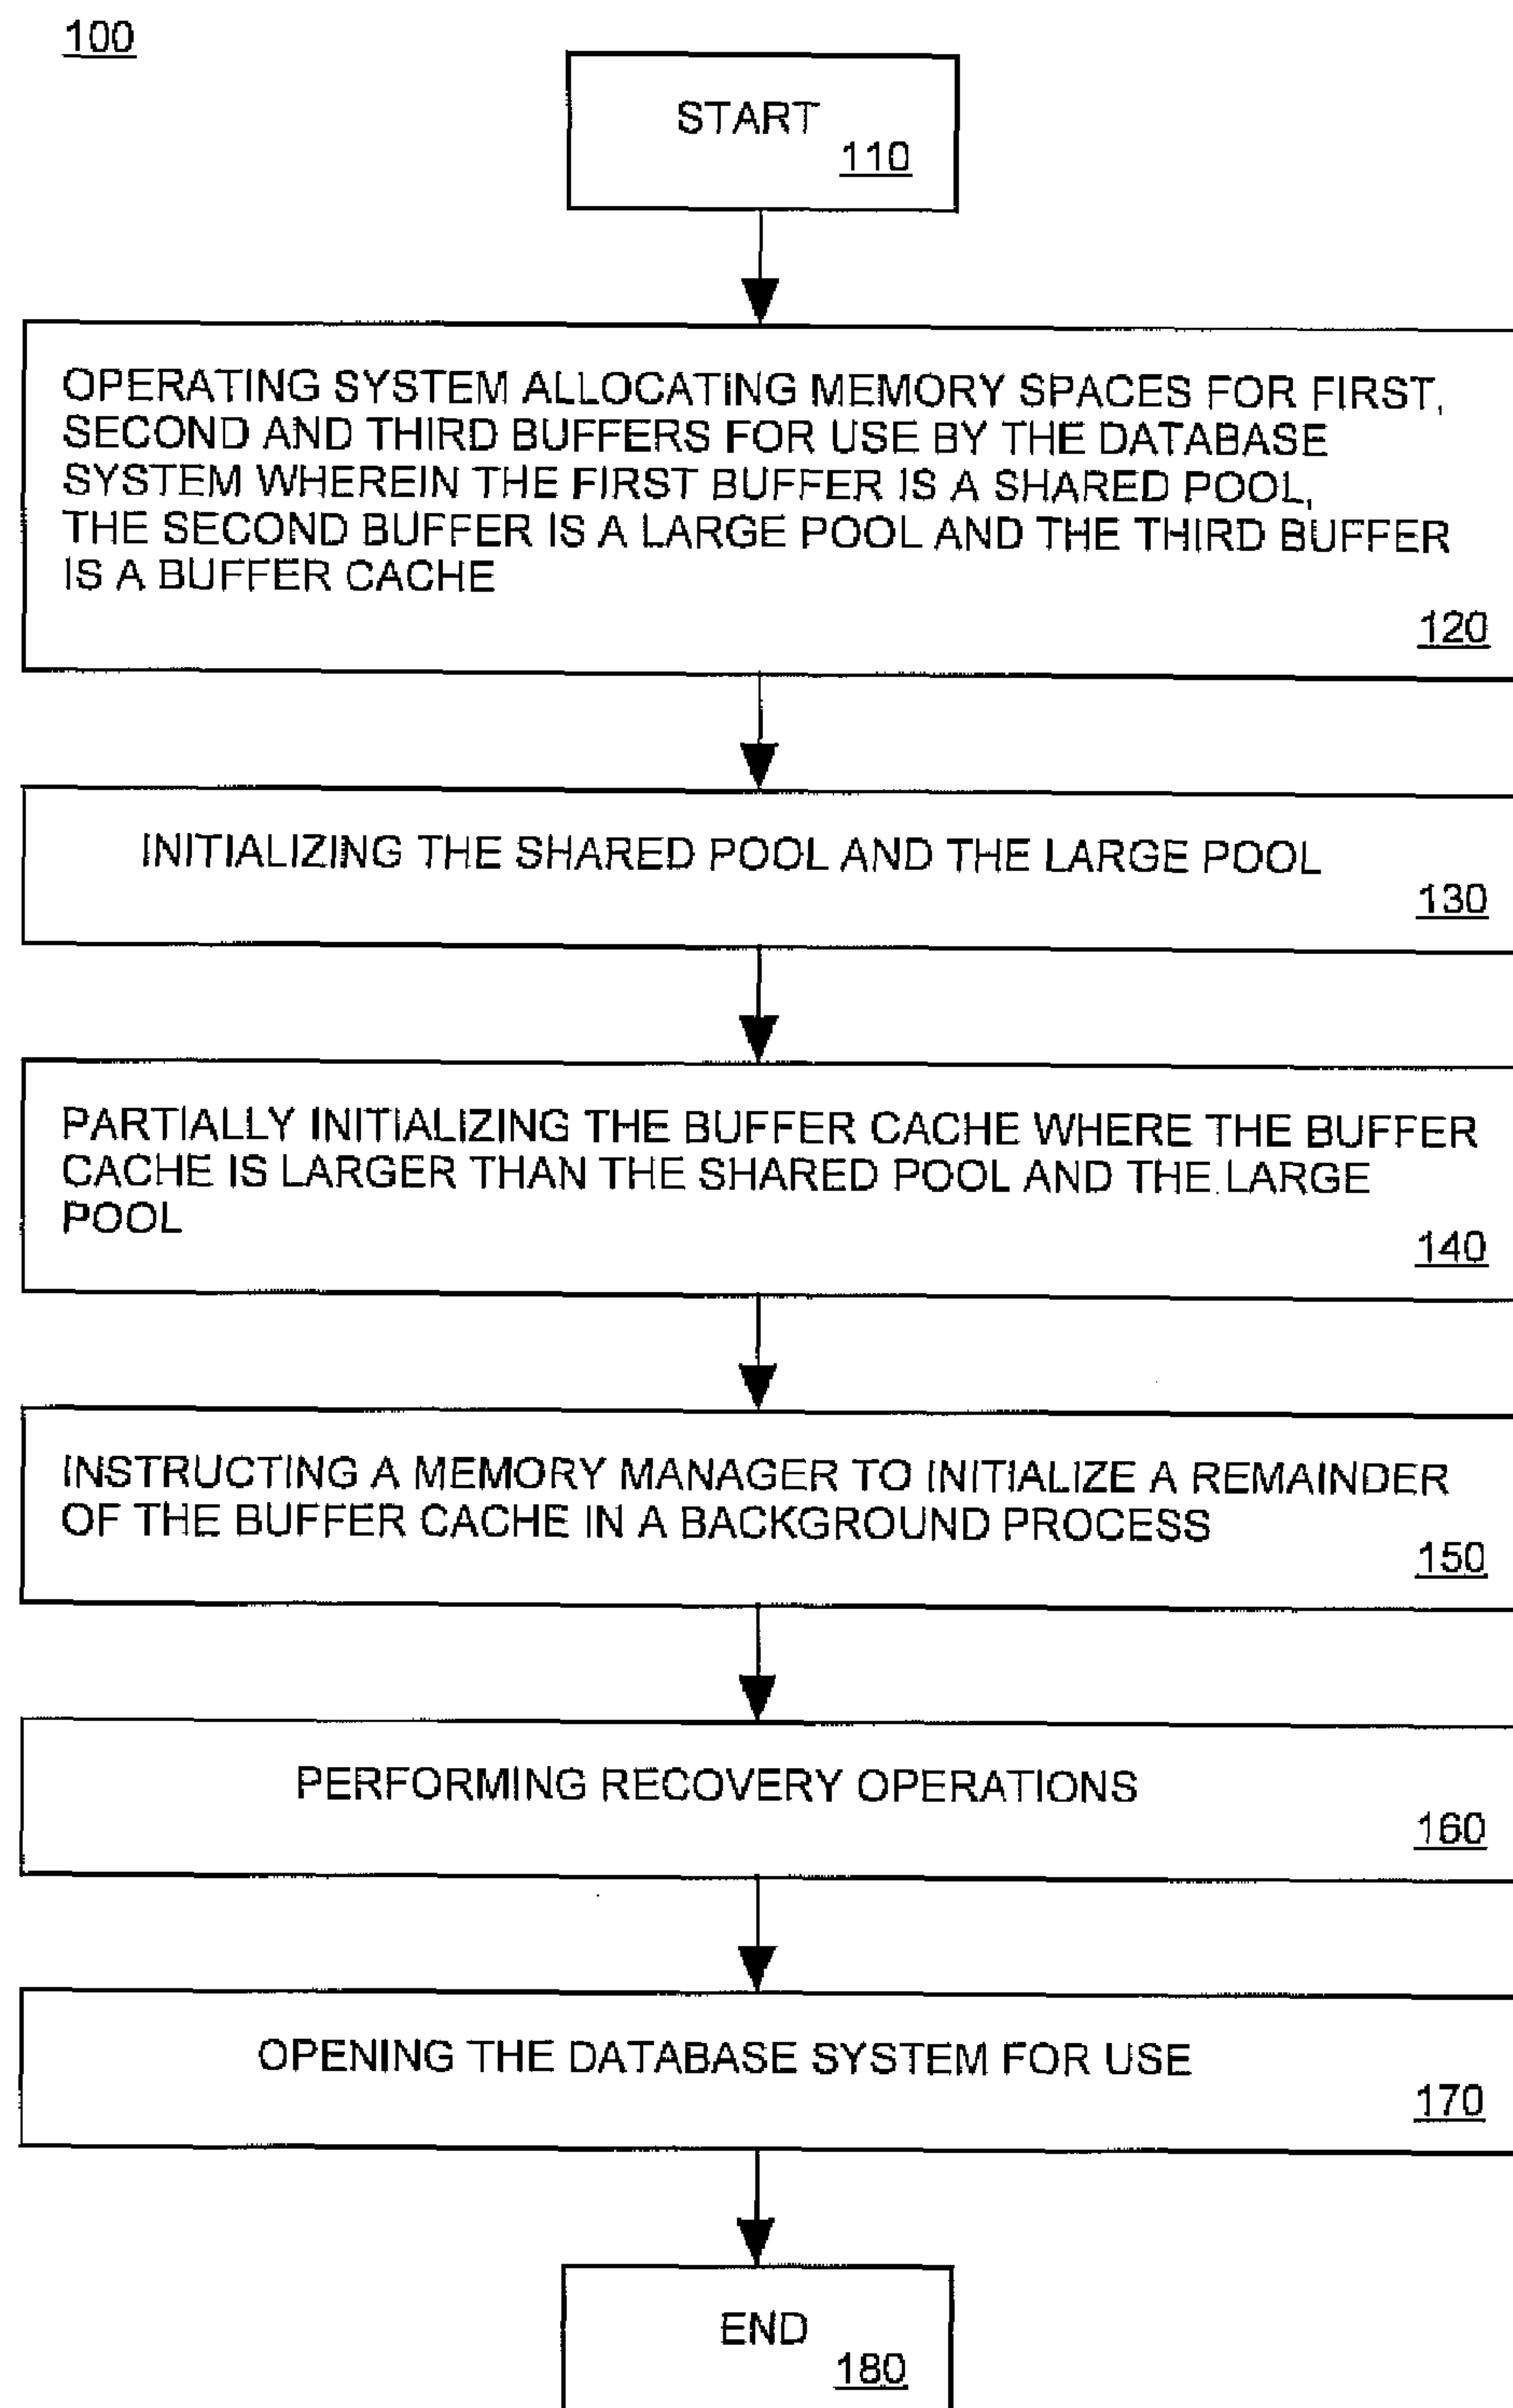 100
START
110
OPERATING SYSTEM ALLOCATING MEMORY SPACES FOR FIRST,
SECOND AND THIRD BUFFERS FOR USE BY THE DATABASE
SYSTEM WHEREIN THE FIRST BUFFER IS A SHARED POOL,
THE SECOND BUFFER IS A LARGE POOL AND THE THIRD BUFFER
IS A BUFFER CACHE
120
INITIALIZING THE SHARED POOL AND THE LARGE POOL
130
PARTIALLY INITIALIZING THE BUFFER CACHE WHERE THE BUFFER
CACHE IS LARGER THAN THE SHARED POOL AND THE LARGE
POOL
140
INSTRUCTING A MEMORY MANAGER TO INITIALIZE A REMAINDER
OF THE BUFFER CACHE IN A BACKGROUND PROCESS
150
PERFORMING RECOVERY OPERATIONS
160
OPENING THE DATABASE SYSTEM FOR USE
170
END
180